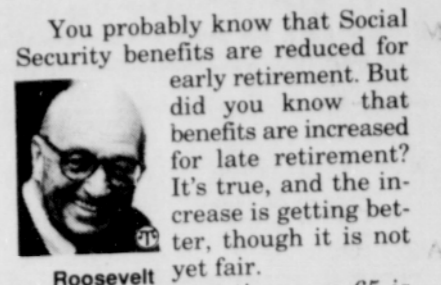 You probably know that Social
Security benefits are reduced for
early retirement. But
did you know that
benefits are increased
for late retirement?
It's true, and the in-
crease is getting bet-
ter, though it is not
yet fair.
Roosevelt